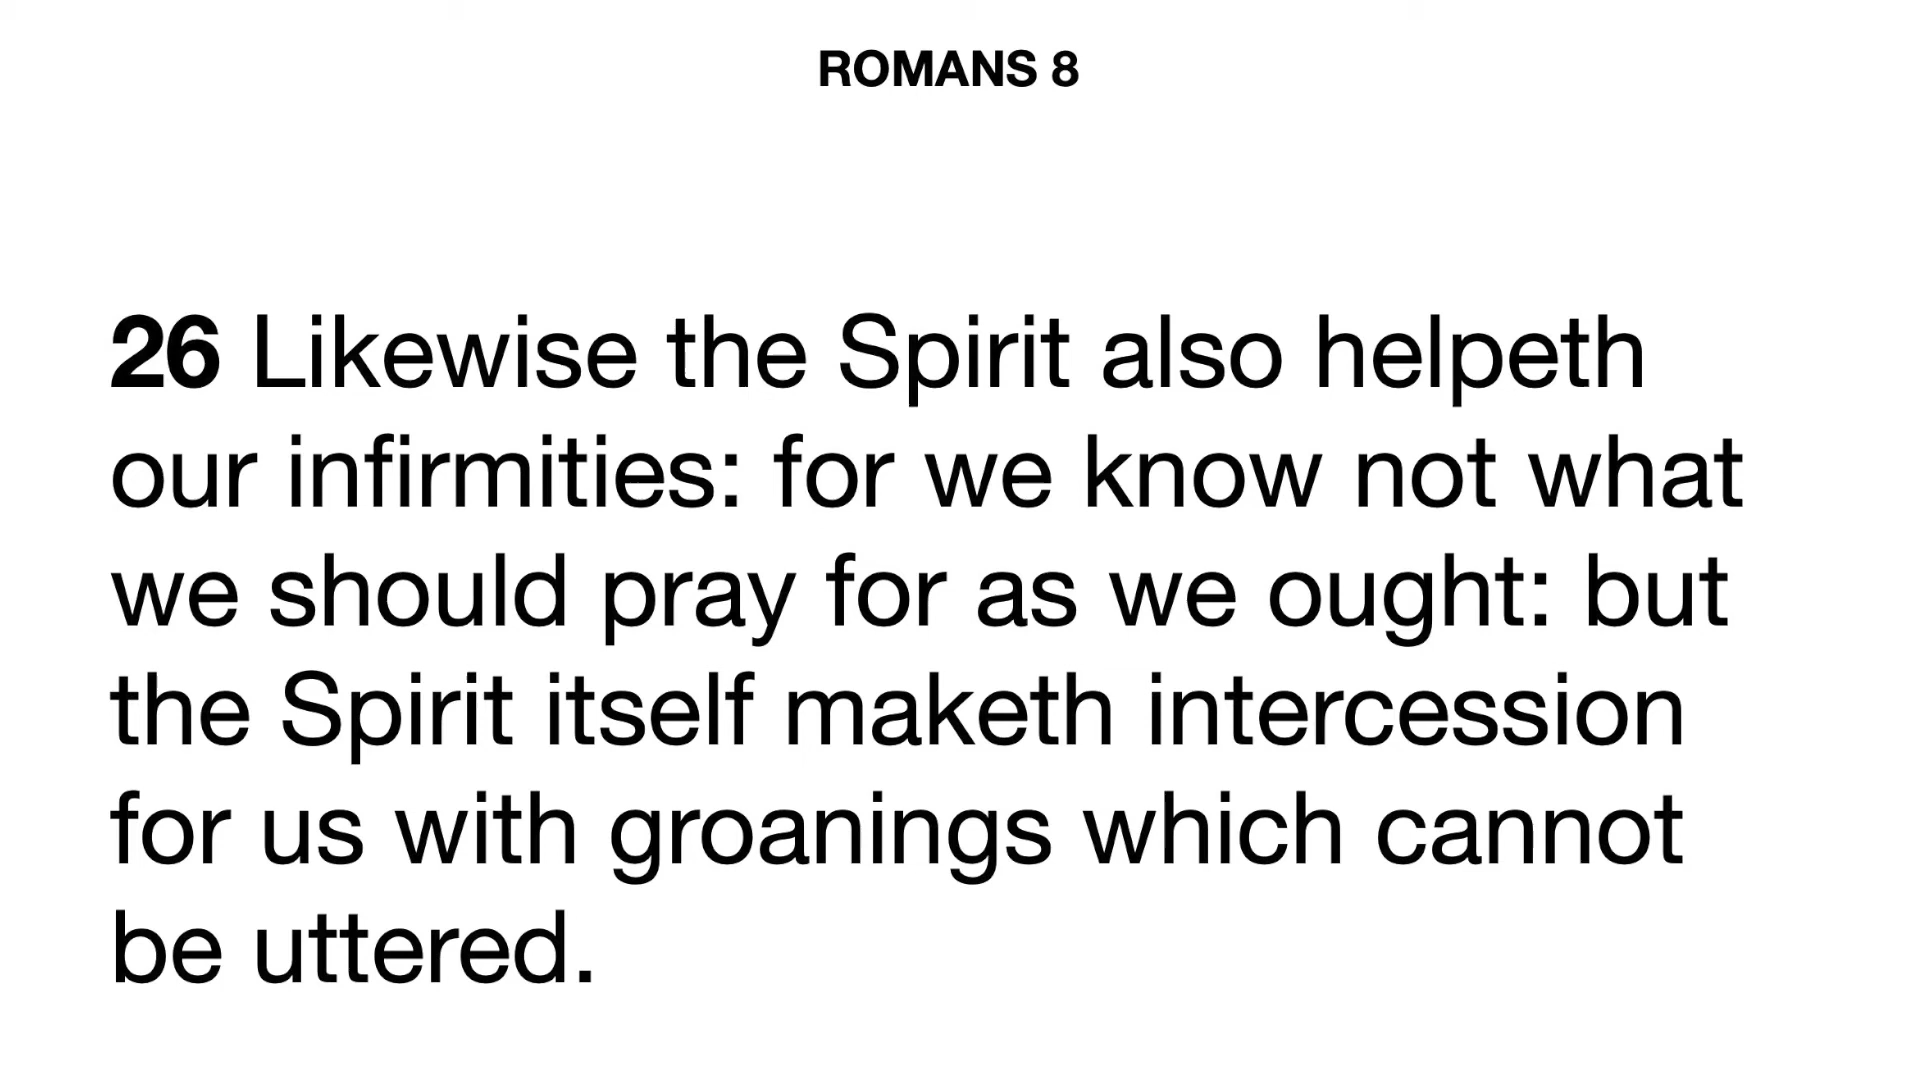 ROMANS 8
26 Likewise the Spirit also helpeth
our infirmities: for we know not what
we should pray for as we ought: but
the Spirit itself maketh intercession
for us with groanings which cannot
be uttered.